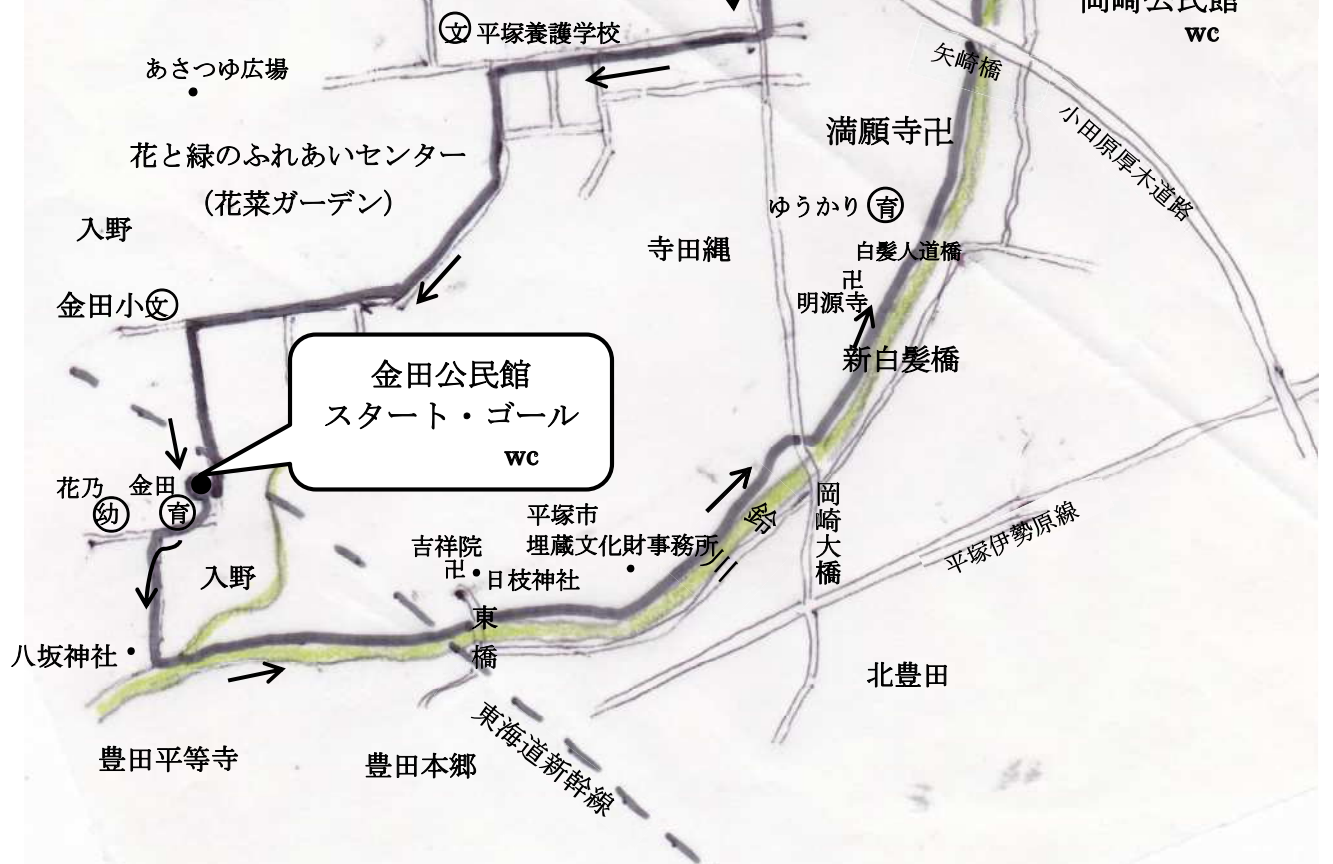 岡崎公民館
wc
文 平塚養護学校
矢崎橋
あさつゆ広場
小田原厚木道路
満願寺卍
花と緑のふれあいセンター
（花菜ガーデン）
ゆうかり 育
入野
寺田縄
白髪人道橋
卍
明源寺
金田小文
新白髪橋
金田公民館
スタート・ゴール
wc
花乃
幼
金田
育
岡崎大橋
鈴川
平塚市
埋蔵文化財事務所
平塚伊勢原線
吉祥院
卍
日枝神社
入野
東橋
八坂神社
北豊田
東海道新幹線
豊田平等寺
豊田本郷